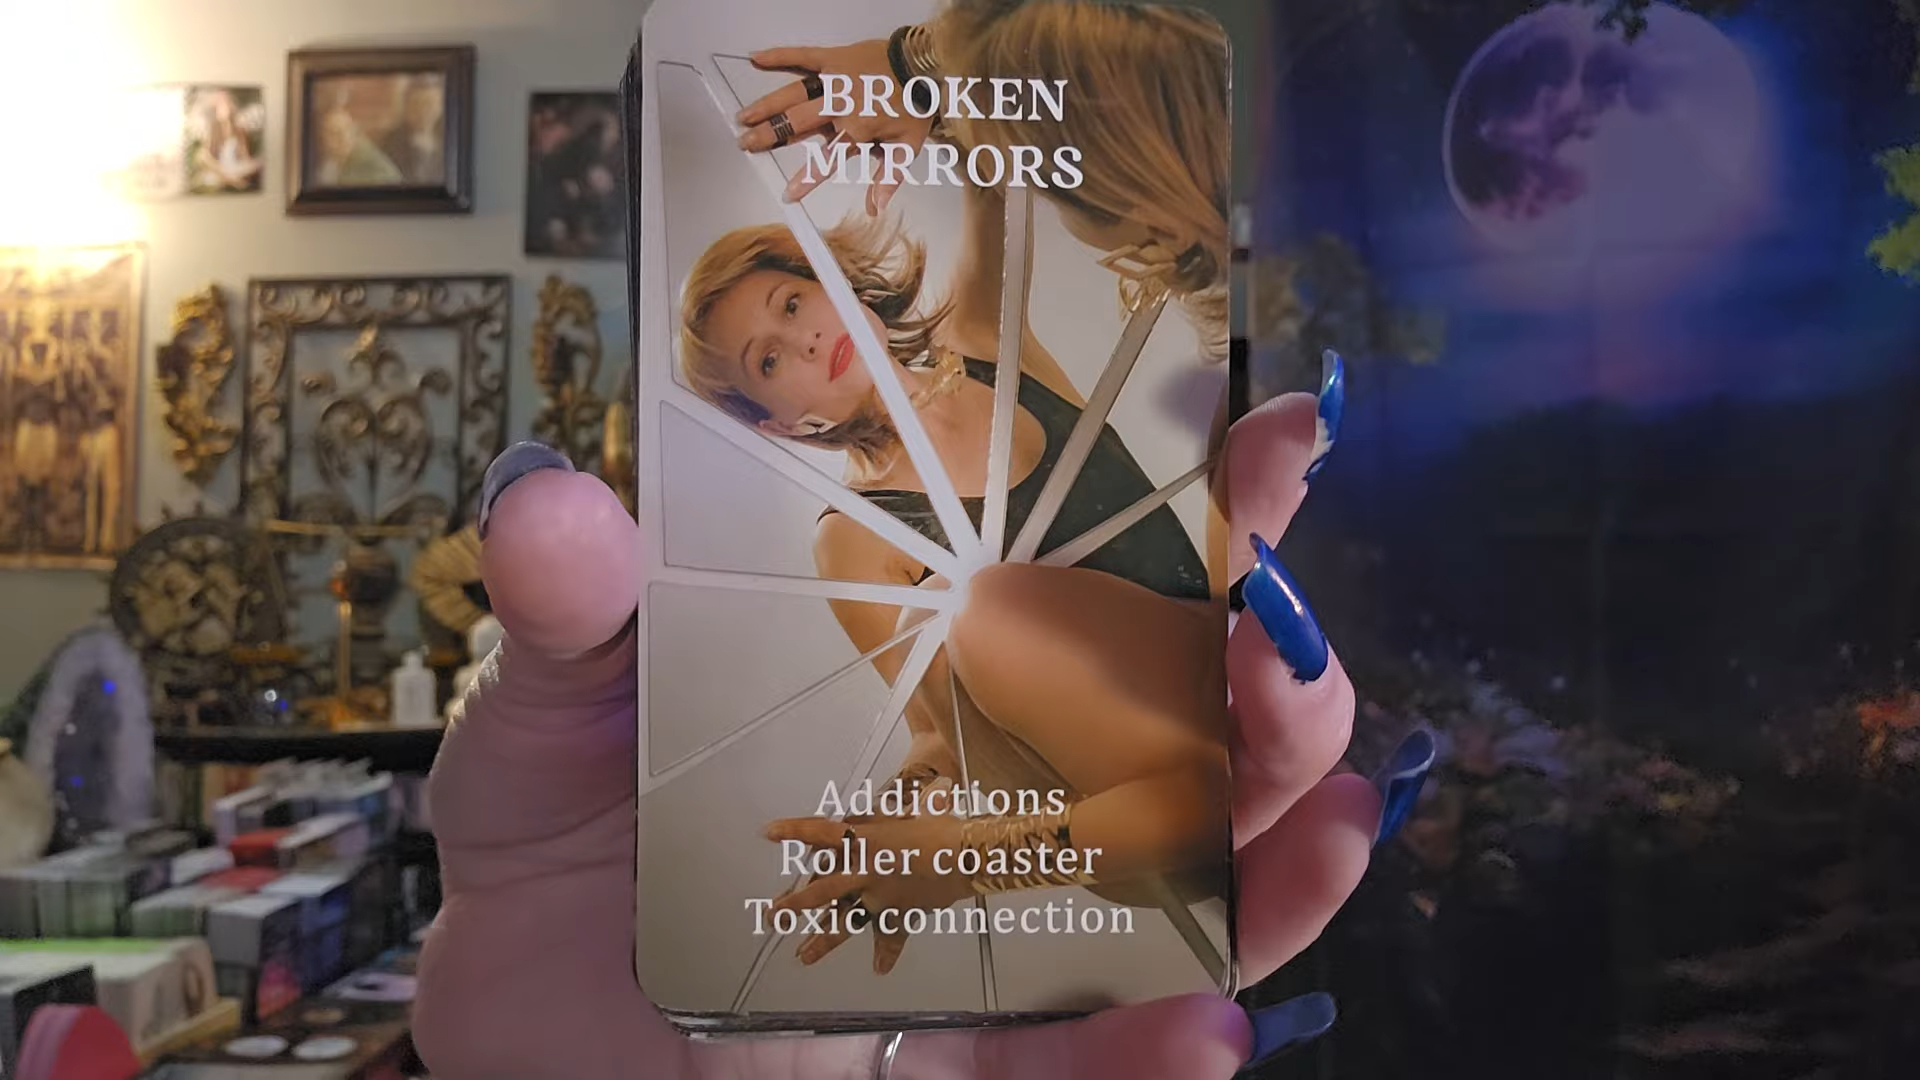 BROKEN
MIRRORS
Addictions
Roller coaster
Toxic connection